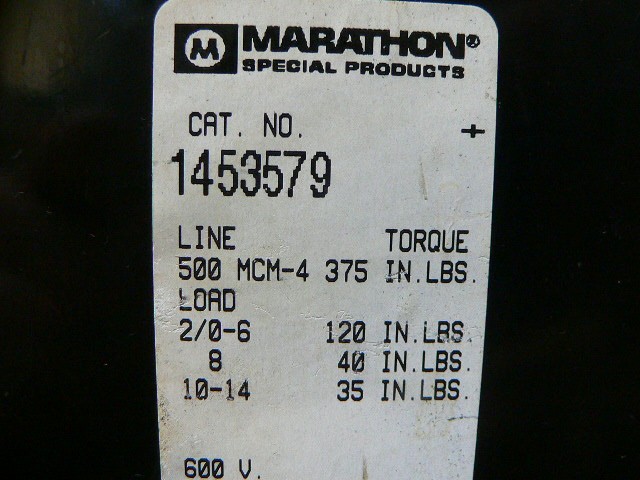 M MARATHON®
SPECIAL PRODUCTS
CAT. NO. +
1453579
LINE TORQUE
500 MCM-4 375 IN.LBS.
LOAD
2/0-6 120 IN.LBS.
8 40 IN.LBS.
10-14 35 IN.LBS.
600 V.